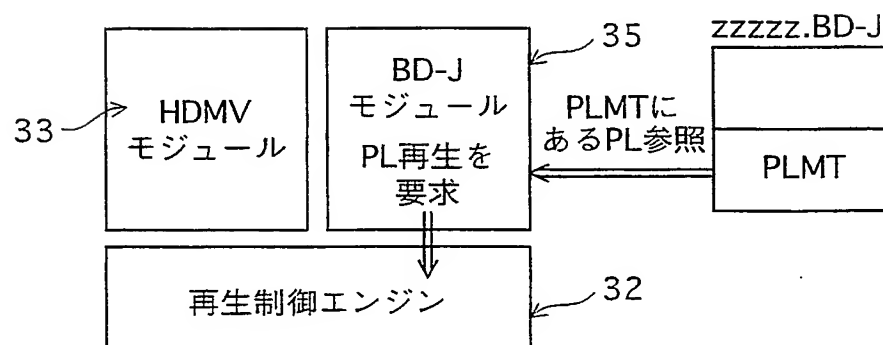 35
zzzzz.BD-J
33
HDMV
モジュール
BD-J
モジュール
PL再生を
要求
PLMTに
あるPL参照
PLMT
再生制御エンジン
32